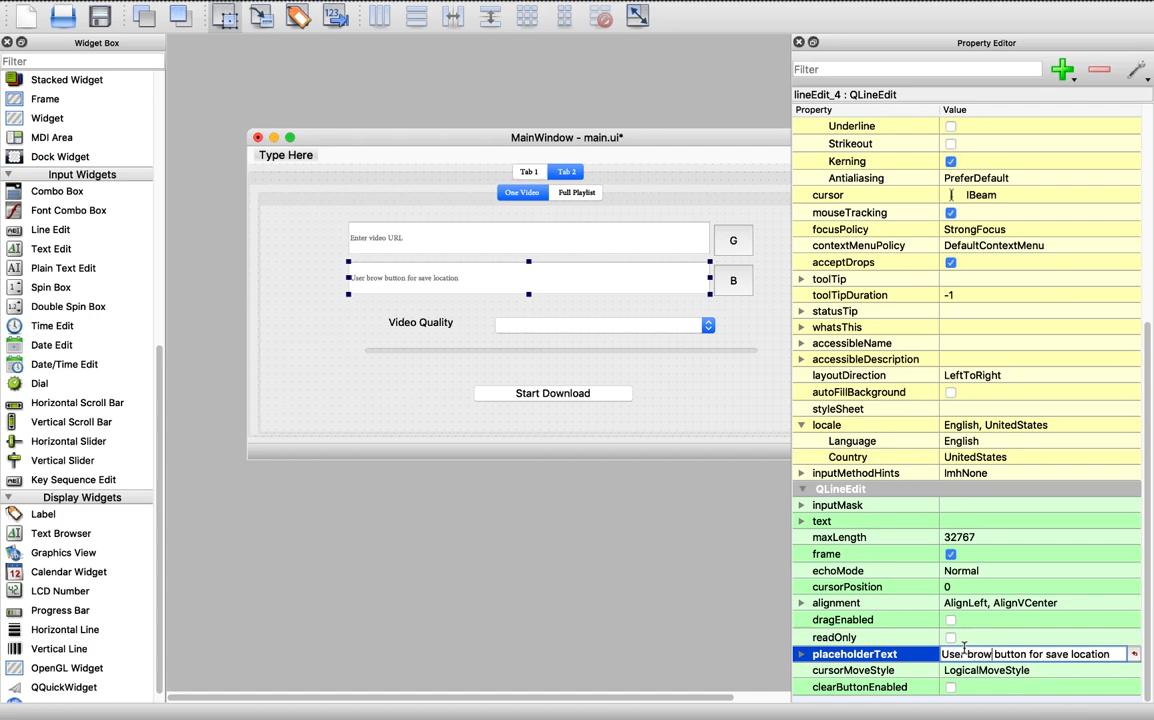 123
Widget Box
Property Editor
Filter
Filter
Stacked Widget
Frame
Widget
MDI Area
Dock Widget
Input Widgets
Combo Box
Font Combo Box
Line Edit
Text Edit
Plain Text Edit
Spin Box
Double Spin Box
Time Edit
Date Edit
Date/Time Edit
Dial
Horizontal Scroll Bar
Vertical Scroll Bar
Horizontal Slider
Vertical Slider
Key Sequence Edit
Display Widgets
Label
Text Browser
Graphics View
Calendar Widget
LCD Number
Progress Bar
Horizontal Line
Vertical Line
OpenGL Widget
QQuickWidget
MainWindow - main.ui*
Type Here
Tab 1 Tab 2
One Video Full Playlist
Enter video URL
G
User brow button for save location
B
Video Quality
Start Download
lineEdit_4 : QLineEdit
Property Value
Underline
Strikeout
Kerning
Antialiasing PreferDefault
cursor IBeam
mouseTracking
focusPolicy StrongFocus
contextMenuPolicy DefaultContextMenu
acceptDrops
toolTip
toolTipDuration -1
statusTip
whatsThis
accessibleName
accessibleDescription
layoutDirection LeftToRight
autoFillBackground
styleSheet
locale English, UnitedStates
Language English
Country UnitedStates
inputMethodHints ImhNone
QLineEdit
inputMask
text
maxLength 32767
frame
echoMode Normal
cursorPosition 0
alignment AlignLeft, AlignVCenter
dragEnabled
readOnly
placeholderText User brow button for save location
cursorMoveStyle LogicalMoveStyle
clearButtonEnabled